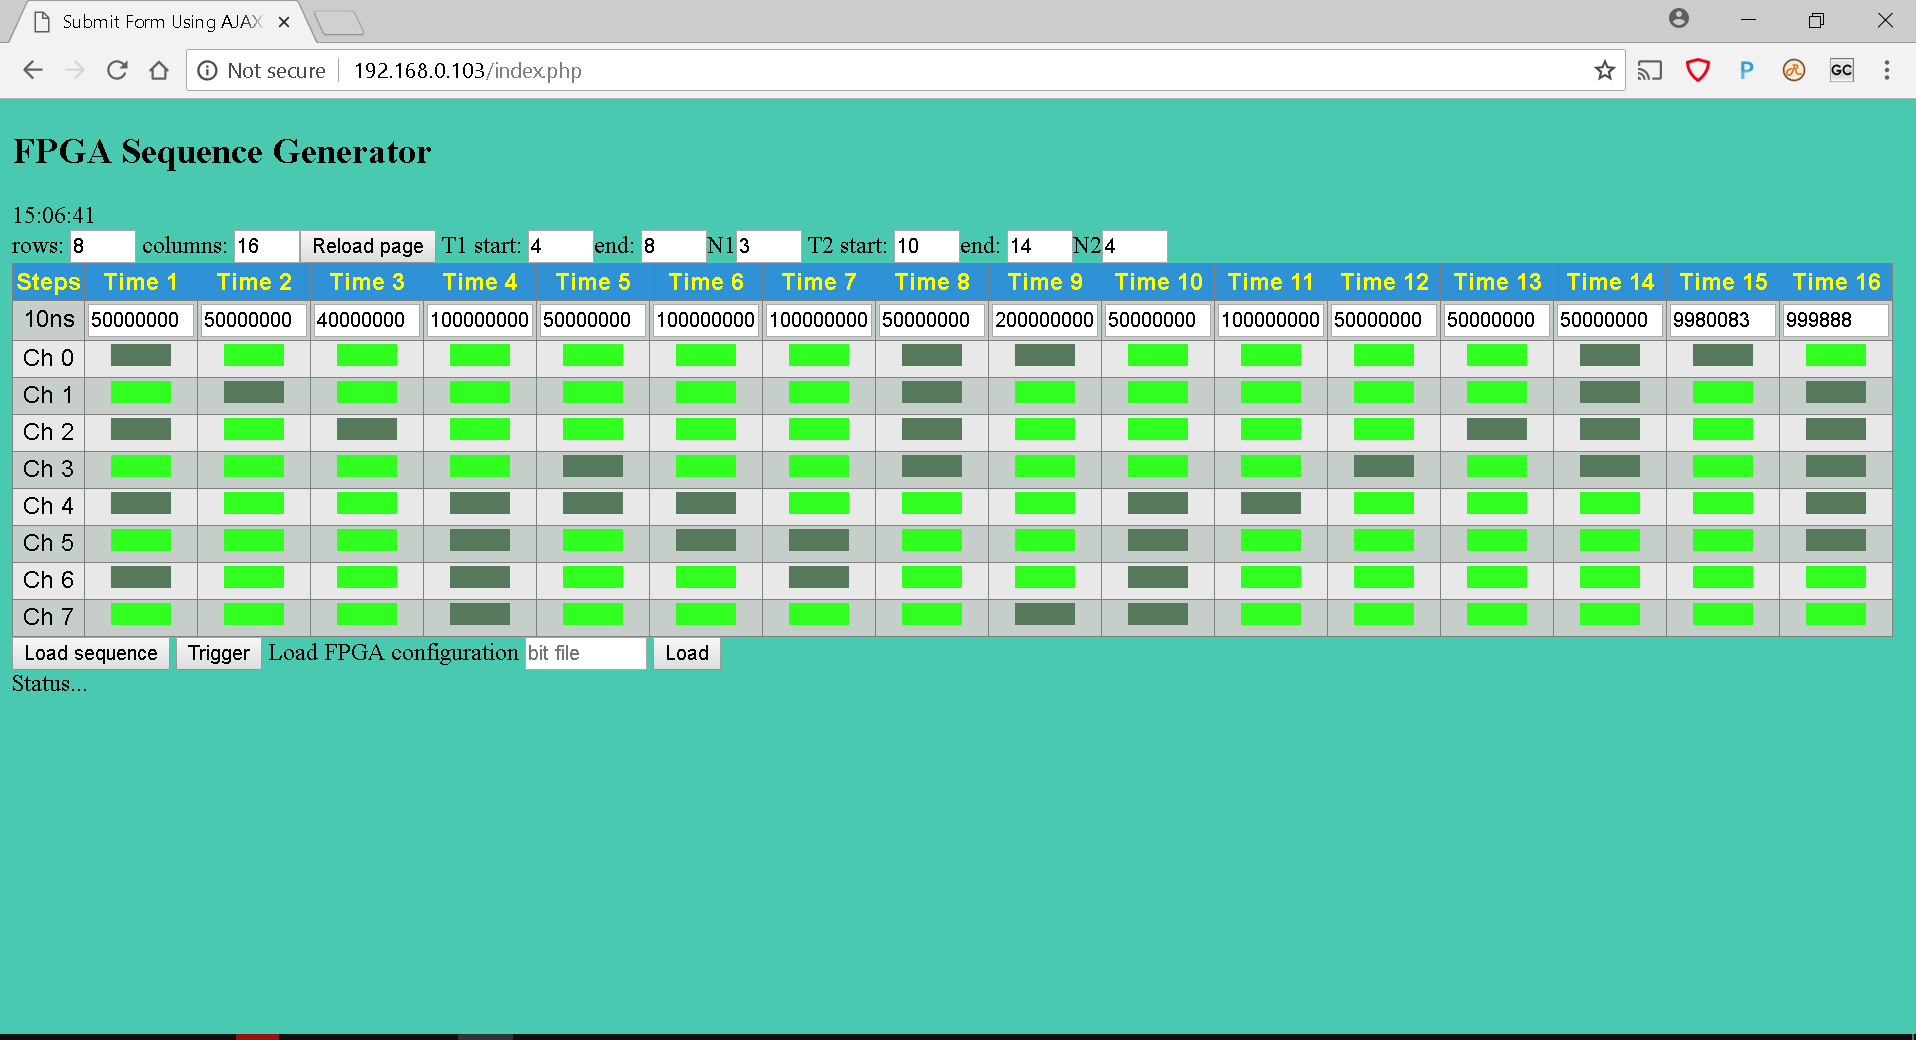 Submit Form Using AJAX
Not secure 192.168.0.103/index.php
P R GC
FPGA Sequence Generator
15:06:41
rows: 8 columns: 16 Reload page T1 start: 4 end: 8 N1 3 T2 start: 10 end: 14 N2 4
Steps Time 1 Time 2 Time 3 Time 4 Time 5 Time 6 Time 7 Time 8 Time 9 Time 10 Time 11 Time 12 Time 13 Time 14 Time 15 Time 16
10ns 50000000 50000000 40000000 100000000 50000000 100000000 100000000 50000000 200000000 50000000 100000000 50000000 50000000 50000000 9980083 999888
Ch 0
Ch 1
Ch 2
Ch 3
Ch 4
Ch 5
Ch 6
Ch 7
Load sequence Trigger Load FPGA configuration bit file Load
Status...